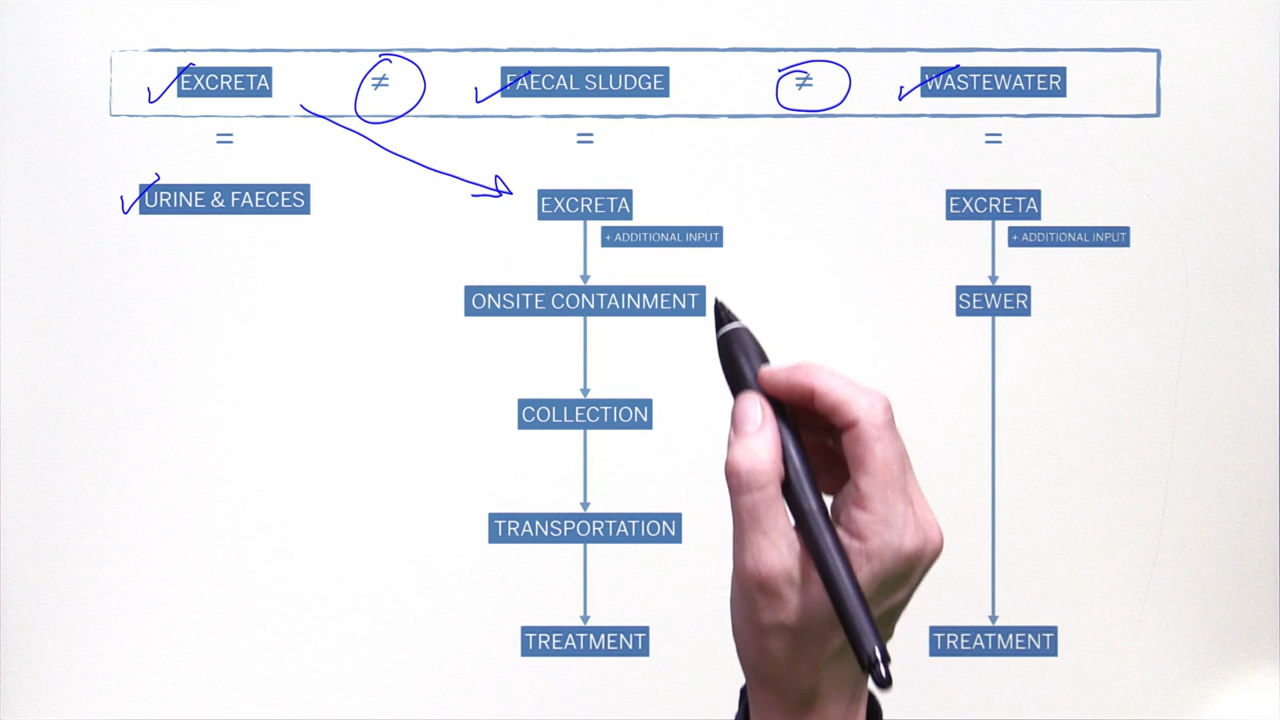 EXCRETA ≠ FAECAL SLUDGE ≠ WASTEWATER
= = =
URINE & FAECES
EXCRETA
+ ADDITIONAL INPUT
ONSITE CONTAINMENT
COLLECTION
TRANSPORTATION
TREATMENT
EXCRETA
+ ADDITIONAL INPUT
SEWER
TREATMENT